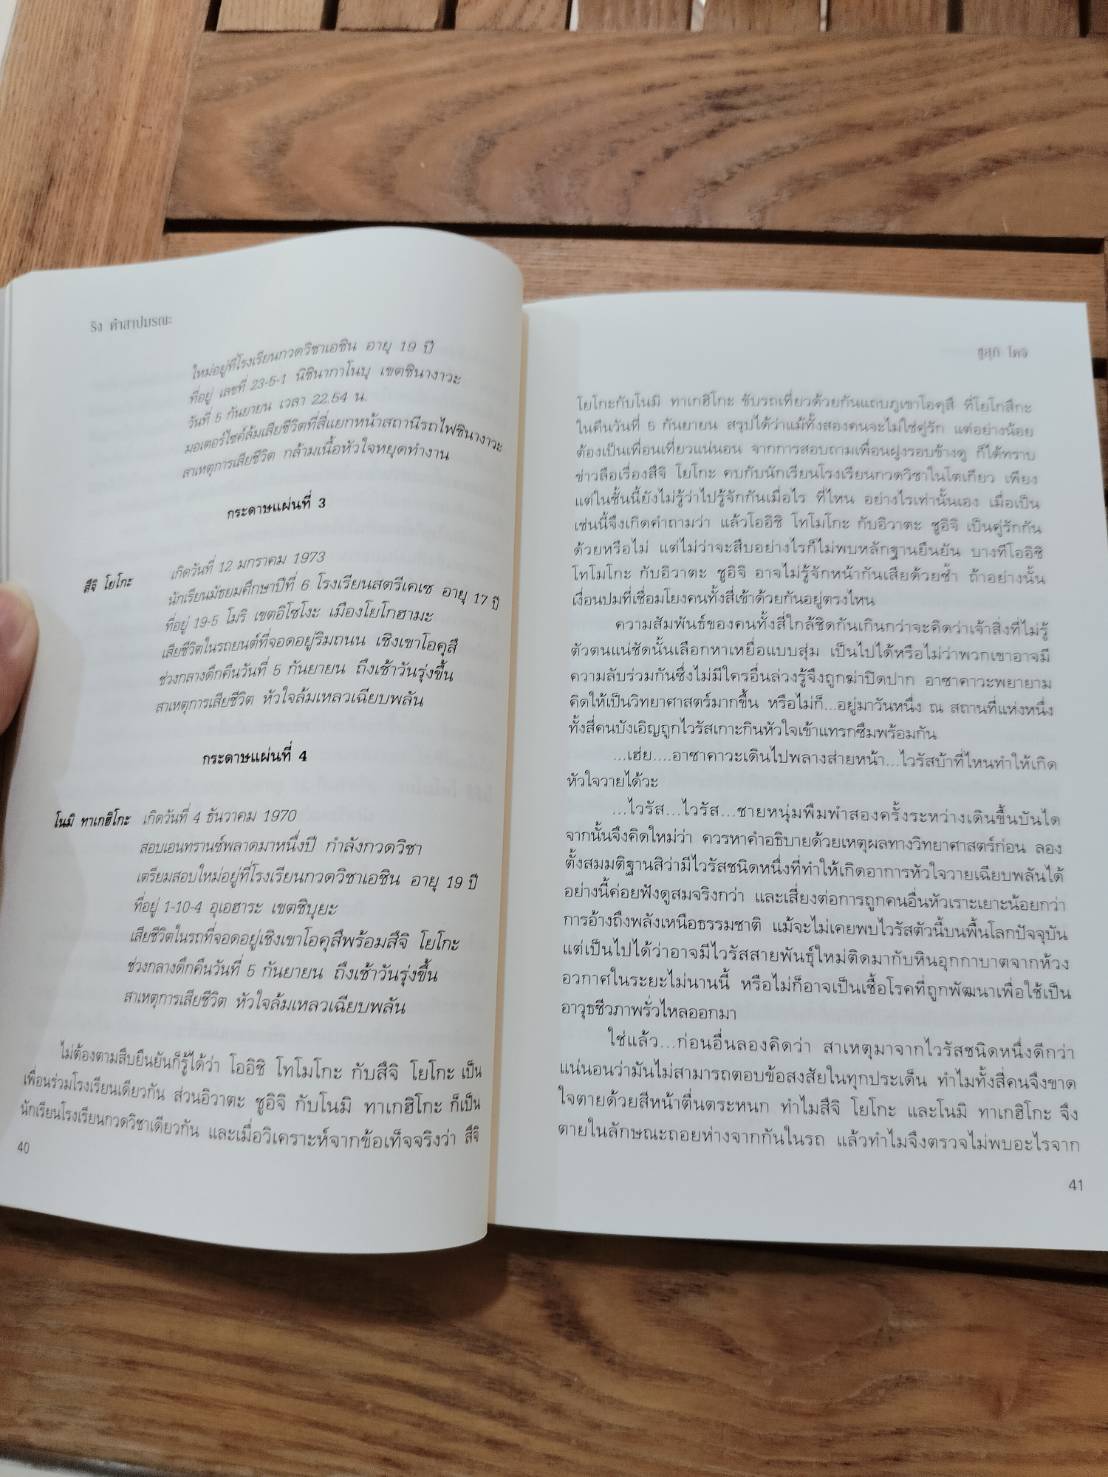 ริง คำสาปมรณะ
ใหม่อยู่ที่โรงเรียนกวดวิชาเอชิน อายุ 19 ปี
ที่อยู่ เลขที่ 23-5-1 นิชินากาโนบุ เขตชินางาวะ
วันที่ 5 กันยายน เวลา 22.54 น.
มอเตอร์ไซค์ล้มเสียชีวิตที่สี่แยกหน้าสถานีรถไฟชินางาวะ
สาเหตุการเสียชีวิต กล้ามเนื้อหัวใจหยุดทำงาน
กระดาษแผ่นที่ 3
สึจิ โยโกะ เกิดวันที่ 12 มกราคม 1973
นักเรียนมัธยมศึกษาปีที่ 6 โรงเรียนสตรีเคเซ อายุ 17 ปี
ที่อยู่ 19-5 โมริ เขตอิโซโงะ เมืองโยโกฮามะ
เสียชีวิตในรถยนต์ที่จอดอยู่ริมถนน เชิงเขาโอคุสึ
ช่วงกลางดึกคืนวันที่ 5 กันยายน ถึงเช้าวันรุ่งขึ้น
สาเหตุการเสียชีวิต หัวใจล้มเหลวเฉียบพลัน
กระดาษแผ่นที่ 4
โนมิ ทาเกฮิโกะ เกิดวันที่ 4 ธันวาคม 1970
สอบเอนทรานซ์พลาดมาหนึ่งปี กำลังกวดวิชา
เตรียมสอบใหม่อยู่ที่โรงเรียนกวดวิชาเอชิน อายุ 19 ปี
ที่อยู่ 1-10-4 อุเอฮาระ เขตชิบุยะ
เสียชีวิตในรถที่จอดอยู่เชิงเขาโอคุสึพร้อมสึจิ โยโกะ
ช่วงกลางดึกคืนวันที่ 5 กันยายน ถึงเช้าวันรุ่งขึ้น
สาเหตุการเสียชีวิต หัวใจล้มเหลวเฉียบพลัน
ไม่ต้องตามสืบยืนยันก็รู้ได้ว่า โออิชิ โทโมโกะ กับสึจิ โยโกะ เป็น
เพื่อนร่วมโรงเรียนเดียวกัน ส่วนอิวาตะ ชูอิจิ กับโนมิ ทาเกฮิโกะ ก็เป็น
นักเรียนโรงเรียนกวดวิชาเดียวกัน และเมื่อวิเคราะห์จากข้อเท็จจริงว่า สึจิ
40
ซูสุกิ โคจิ
โยโกะกับโนมิ ทาเกฮิโกะ ขับรถเที่ยวด้วยกันแถบภูเขาโอคุสึ ที่โยโกสึกะ
ในคืนวันที่ 5 กันยายน สรุปได้ว่าแม้ทั้งสองคนจะไม่ใช่คู่รัก แต่อย่างน้อย
ต้องเป็นเพื่อนเที่ยวแน่นอน จากการสอบถามเพื่อนฝูงรอบข้างดู ก็ได้ทราบ
ข่าวลือเรื่องสึจิ โยโกะ คบกับนักเรียนโรงเรียนกวดวิชาในโตเกียว เพียง
แต่ในชั้นนี้ยังไม่รู้ว่าไปรู้จักกันเมื่อไร ที่ไหน อย่างไรเท่านั้นเอง เมื่อเป็น
เช่นนี้จึงเกิดคำถามว่า แล้วโออิชิ โทโมโกะ กับอิวาตะ ชูอิจิ เป็นคู่รักกัน
ด้วยหรือไม่ แต่ไม่ว่าจะสืบอย่างไรก็ไม่พบหลักฐานยืนยัน บางทีโออิชิ
โทโมโกะ กับอิวาตะ ชูอิจิ อาจไม่รู้จักหน้ากันเสียด้วยซ้ำ ถ้าอย่างนั้น
เงื่อนปมที่เชื่อมโยงคนทั้งสี่เข้าด้วยกันอยู่ตรงไหน
ความสัมพันธ์ของคนทั้งสี่ใกล้ชิดกันเกินกว่าจะคิดว่าเจ้าสิ่งที่ไม่รู้
ตัวตนแน่ชัดนั้นเลือกหาเหยื่อแบบสุ่ม เป็นไปได้หรือไม่ว่าพวกเขาอาจมี
ความลับร่วมกันซึ่งไม่มีใครอื่นล่วงรู้จึงถูกฆ่าปิดปาก อาซาคาวะพยายาม
คิดให้เป็นวิทยาศาสตร์มากขึ้น หรือไม่ก็...อยู่มาวันหนึ่ง ณ สถานที่แห่งหนึ่ง
ทั้งสี่คนบังเอิญถูกไวรัสเกาะกินหัวใจเข้าแทรกซึมพร้อมกัน
...เฮ่ย....อาซาคาวะเดินไปพลางส่ายหน้า...ไวรัสบ้าที่ไหนทำให้เกิด
หัวใจวายได้วะ
...ไวรัส...ไวรัส...ชายหนุ่มพึมพำสองครั้งระหว่างเดินขึ้นบันได
จากนั้นจึงคิดใหม่ว่า ควรหาคำอธิบายด้วยเหตุผลทางวิทยาศาสตร์ก่อน ลอง
ตั้งสมมติฐานสิว่ามีไวรัสชนิดหนึ่งที่ทำให้เกิดอาการหัวใจวายเฉียบพลันได้
อย่างนี้ค่อยฟังดูสมจริงกว่า และเสี่ยงต่อการถูกคนอื่นหัวเราะเยาะน้อยกว่า
การอ้างถึงพลังเหนือธรรมชาติ แม้จะไม่เคยพบไวรัสตัวนี้บนพื้นโลกปัจจุบัน
แต่เป็นไปได้ว่าอาจมีไวรัสสายพันธุ์ใหม่ติดมากับหินอุกกาบาตจากห้วง
อวกาศในระยะไม่นานนี้ หรือไม่ก็อาจเป็นเชื้อโรคที่ถูกพัฒนาเพื่อใช้เป็น
อาวุธชีวภาพรั่วไหลออกมา
ใช่แล้ว...ก่อนอื่นลองคิดว่า สาเหตุมาจากไวรัสชนิดหนึ่งดีกว่า
แน่นอนว่ามันไม่สามารถตอบข้อสงสัยในทุกประเด็น ทำไมทั้งสี่คนจึงขาด
ใจตายด้วยสีหน้าตื่นตระหนก ทำไมสึจิ โยโกะ และโนมิ ทาเกฮิโกะ จึง
ตายในลักษณะถอยห่างจากกันในรถ แล้วทำไมจึงตรวจไม่พบอะไรจาก
41